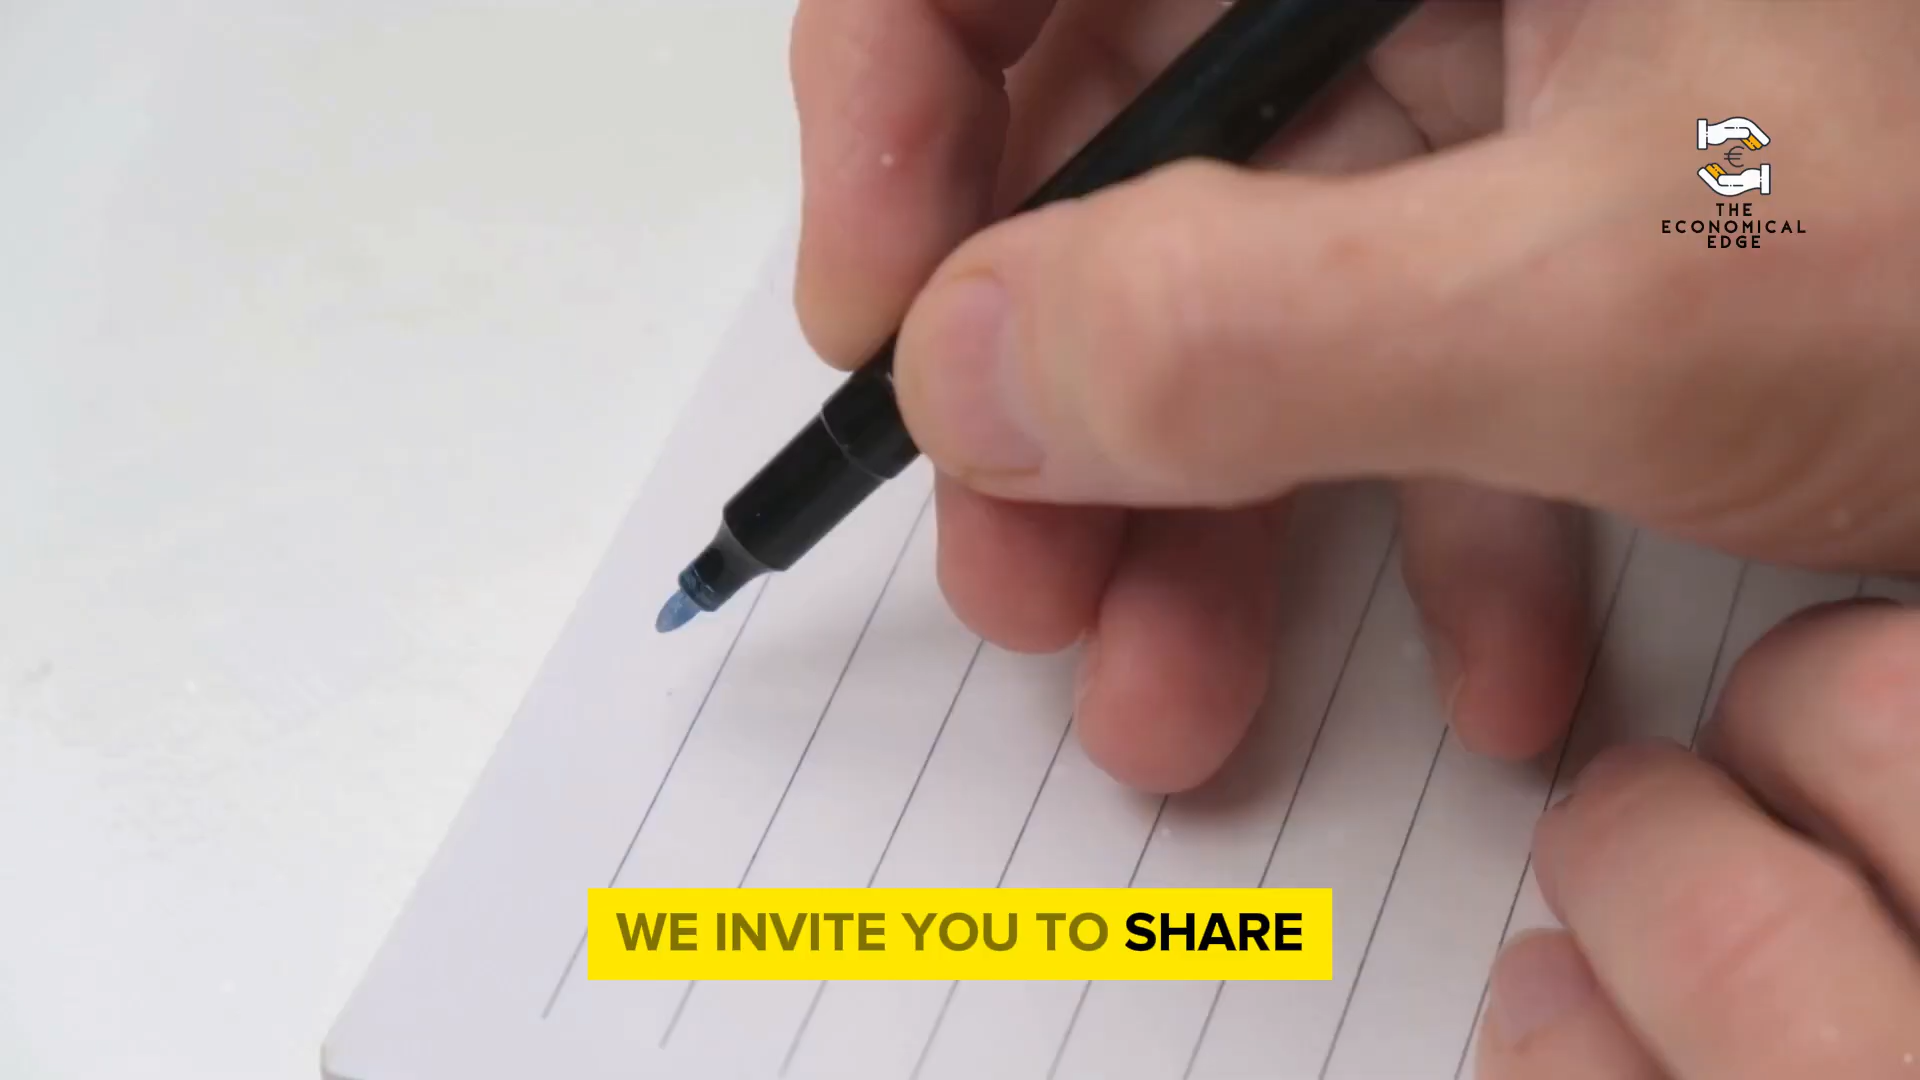 €
THE
ECONOMICAL
EDGE
WE INVITE YOU TO SHARE